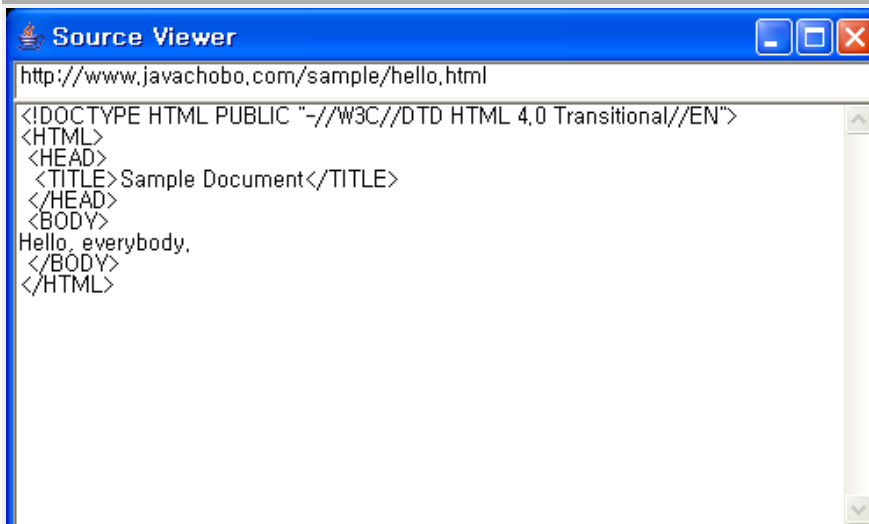 Source Viewer
http://www.javachobo.com/sample/hello.html
<!DOCTYPE HTML PUBLIC "-//W3C//DTD HTML 4.0 Transitional//EN">
<HTML>
<HEAD>
<TITLE>Sample Document</TITLE>
</HEAD>
<BODY>
Hello, everybody.
</BODY>
</HTML>